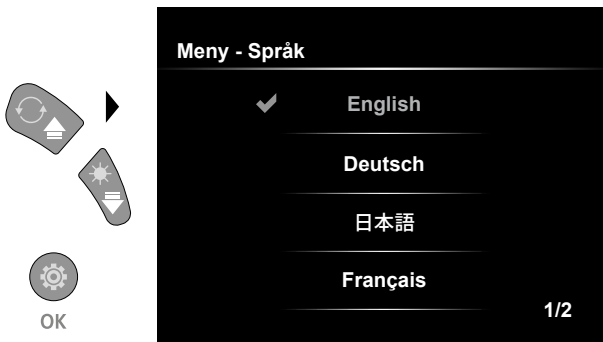 Meny - Språk
English
Deutsch
日本語
Français
1/2
OK